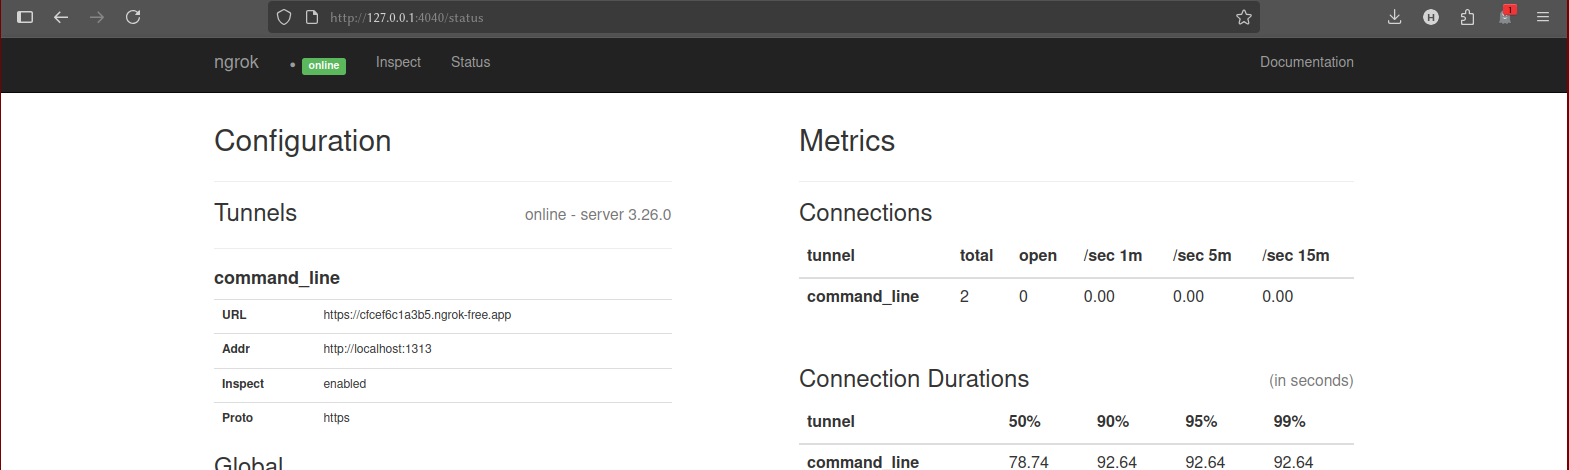 http://127.0.0.1:4040/status
H
1
ngrok • online Inspect Status Documentation
Configuration
Tunnels online - server 3.26.0
command_line
URL https://cfcef6c1a3b5.ngrok-free.app
Addr http://localhost:1313
Inspect enabled
Proto https
Global
Metrics
Connections
tunnel total open /sec 1m /sec 5m /sec 15m
command_line 2 0 0.00 0.00 0.00
Connection Durations (in seconds)
tunnel 50% 90% 95% 99%
command_line 78.74 92.64 92.64 92.64